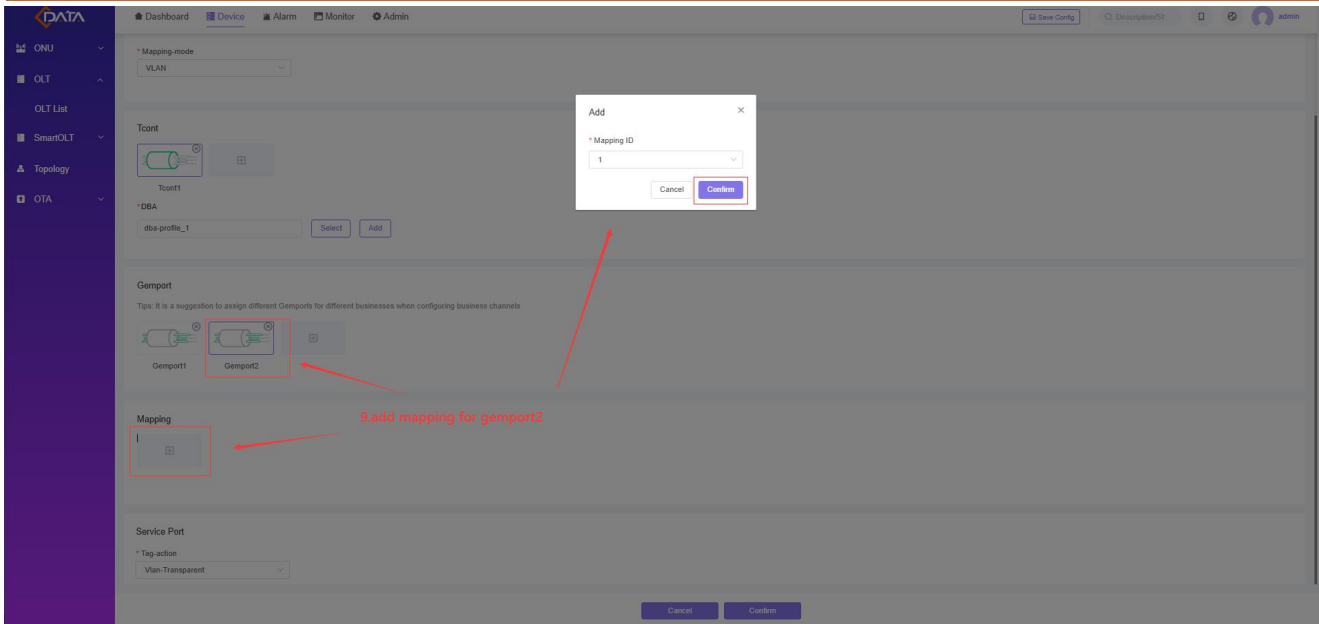 DATA
Dashboard Device Alarm Monitor Admin
Save Config
Description/SN
admin
ONU
OLT
OLT List
SmartOLT
Topology
OTA
* Mapping-mode
VLAN
Tcont
Tcont1
*DBA
dba-profile_1 Select Add
Gemport
Tips: It is a suggestion to assign different Gemports for different businesses when configuring business channels
Gemport1 Gemport2
9.add mapping for gemport2
Mapping
Service Port
* Tag-action
Vlan-Transparent
Cancel Confirm
Add
* Mapping ID
1
Cancel Confirm